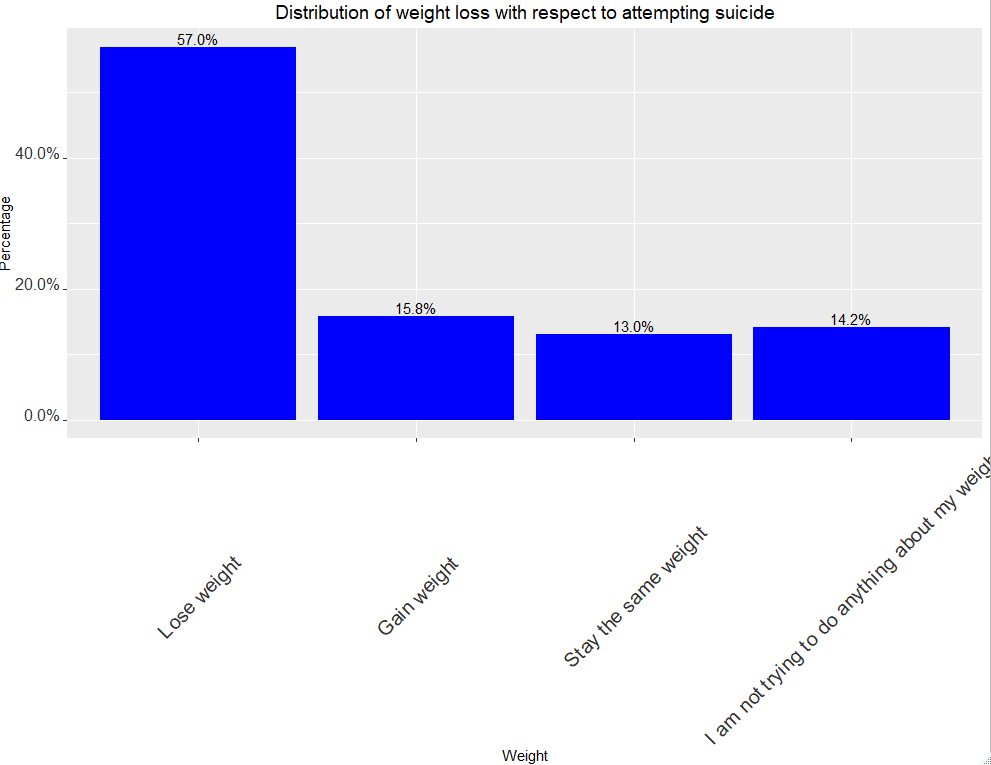 Distribution of weight loss with respect to attempting suicide
57.0%
15.8%
13.0%
14.2%
40.0%
20.0%
0.0%
Percentage
Lose weight
Gain weight
Stay the same weight
I am not trying to do anything about my weigh
Weight